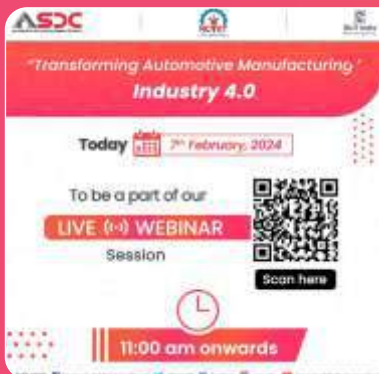 ASDC
"Transforming Automotive Manufacturing'
Industry 4.0
Today 7th February, 2024
To be a part of our
LIVE WEBINAR
Session
Scan here
11:00 am onwards